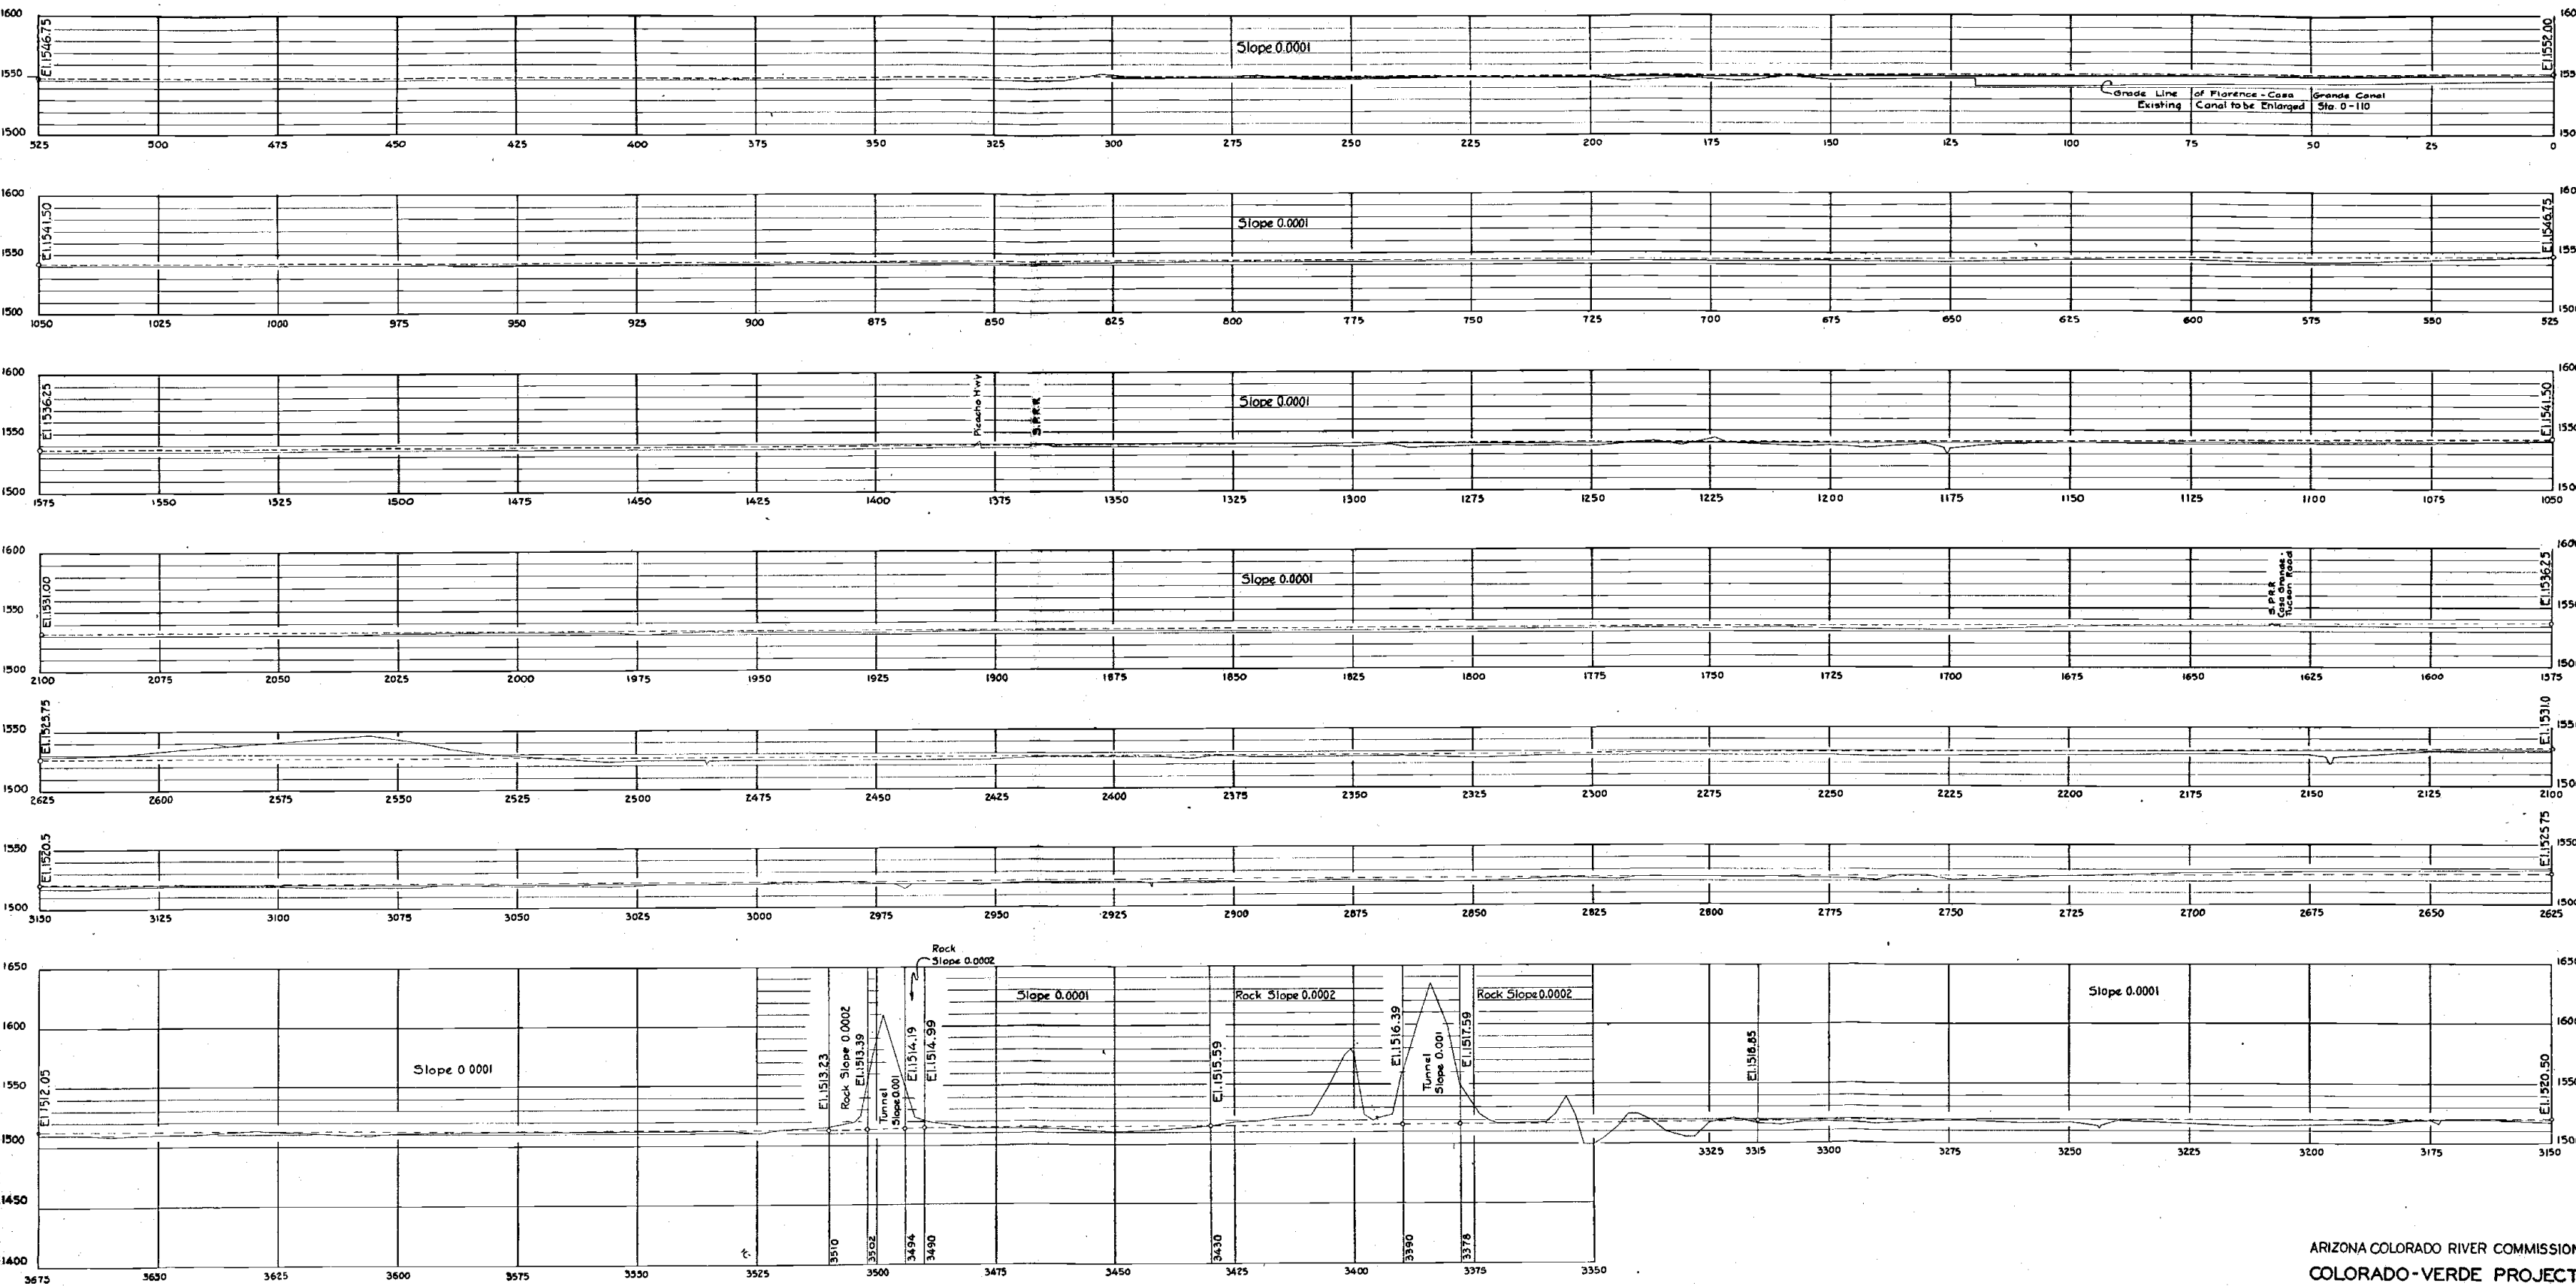 1600
El.1546.75
Slope 0.0001
El.1552.00
1550
Grade Line of Florence-Casa Grande Canal
Existing Canal to be Enlarged Sta. 0-110
1500
525 500 475 450 425 400 375 350 325 300 275 250 225 200 175 150 125 100 75 50 25 0
1600
El.1541.50
Slope 0.0001
El.1546.75
1550
1500
1050 1025 1000 975 950 925 900 875 850 825 800 775 750 725 700 675 650 625 600 575 550 525
1600
El 1536.25
Picacho Hwy
S.P.R.R.
Slope 0.0001
El.1541.50
1550
1500
1575 1550 1525 1500 1475 1450 1425 1400 1375 1350 1325 1300 1275 1250 1225 1200 1175 1150 1125 1100 1075 1050
1600
El.1531.00
Slope 0.0001
S.P.R.R.
Casa Grande-
Tucson Road
El.1536.25
1550
1500
2100 2075 2050 2025 2000 1975 1950 1925 1900 1875 1850 1825 1800 1775 1750 1725 1700 1675 1650 1625 1600 1575
El.1525.75
El.1531.0
1550
1500
2625 2600 2575 2550 2525 2500 2475 2450 2425 2400 2375 2350 2325 2300 2275 2250 2225 2200 2175 2150 2125 2100
El.1520.5
El.1525 75
1550
1500
3150 3125 3100 3075 3050 3025 3000 2975 2950 2925 2900 2875 2850 2825 2800 2775 2750 2725 2700 2675 2650 2625
Rock
Slope 0.0002
1650
Slope 0.0001
Rock Slope 0.0002
Rock Slope 0.0002
Slope 0.0001
1600
El 1512.05
Slope 0 0001
El.1513.23
Rock Slope 0.0002
El.1513.39
Tunnel
Slope 0.001
El.1514.19
El.1514.99
El.1515.59
El.1516.39
Tunnel
Slope 0.001
El.1517.59
El.1518.85
El.1520.50
1550
1500
3325 3315 3300 3275 3250 3225 3200 3175 3150
1450
1400
3510
3502
3494
3490
3430
3390
3378
3675 3650 3625 3600 3575 3550 3525 3500 3475 3450 3425 3400 3375 3350
ARIZONA COLORADO RIVER COMMISSION
COLORADO-VERDE PROJECT